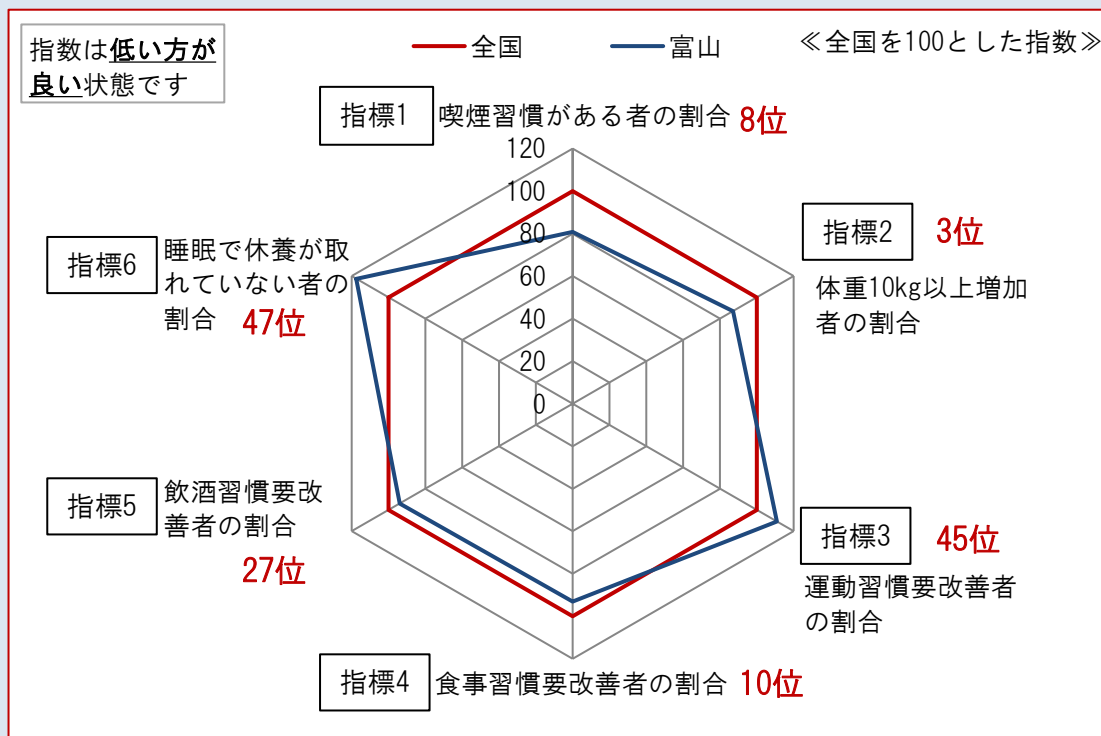 指数は低い方が
良い状態です
全国
富山
≪全国を100とした指数≫
指標1
喫煙習慣がある者の割合
8位
120
100
80
60
40
20
0
指標2
3位
体重10kg以上増加
者の割合
指標3
45位
運動習慣要改善者
の割合
指標4
食事習慣要改善者の割合
10位
指標5
飲酒習慣要改
善者の割合
27位
指標6
睡眠で休養が取
れていない者の
割合
47位